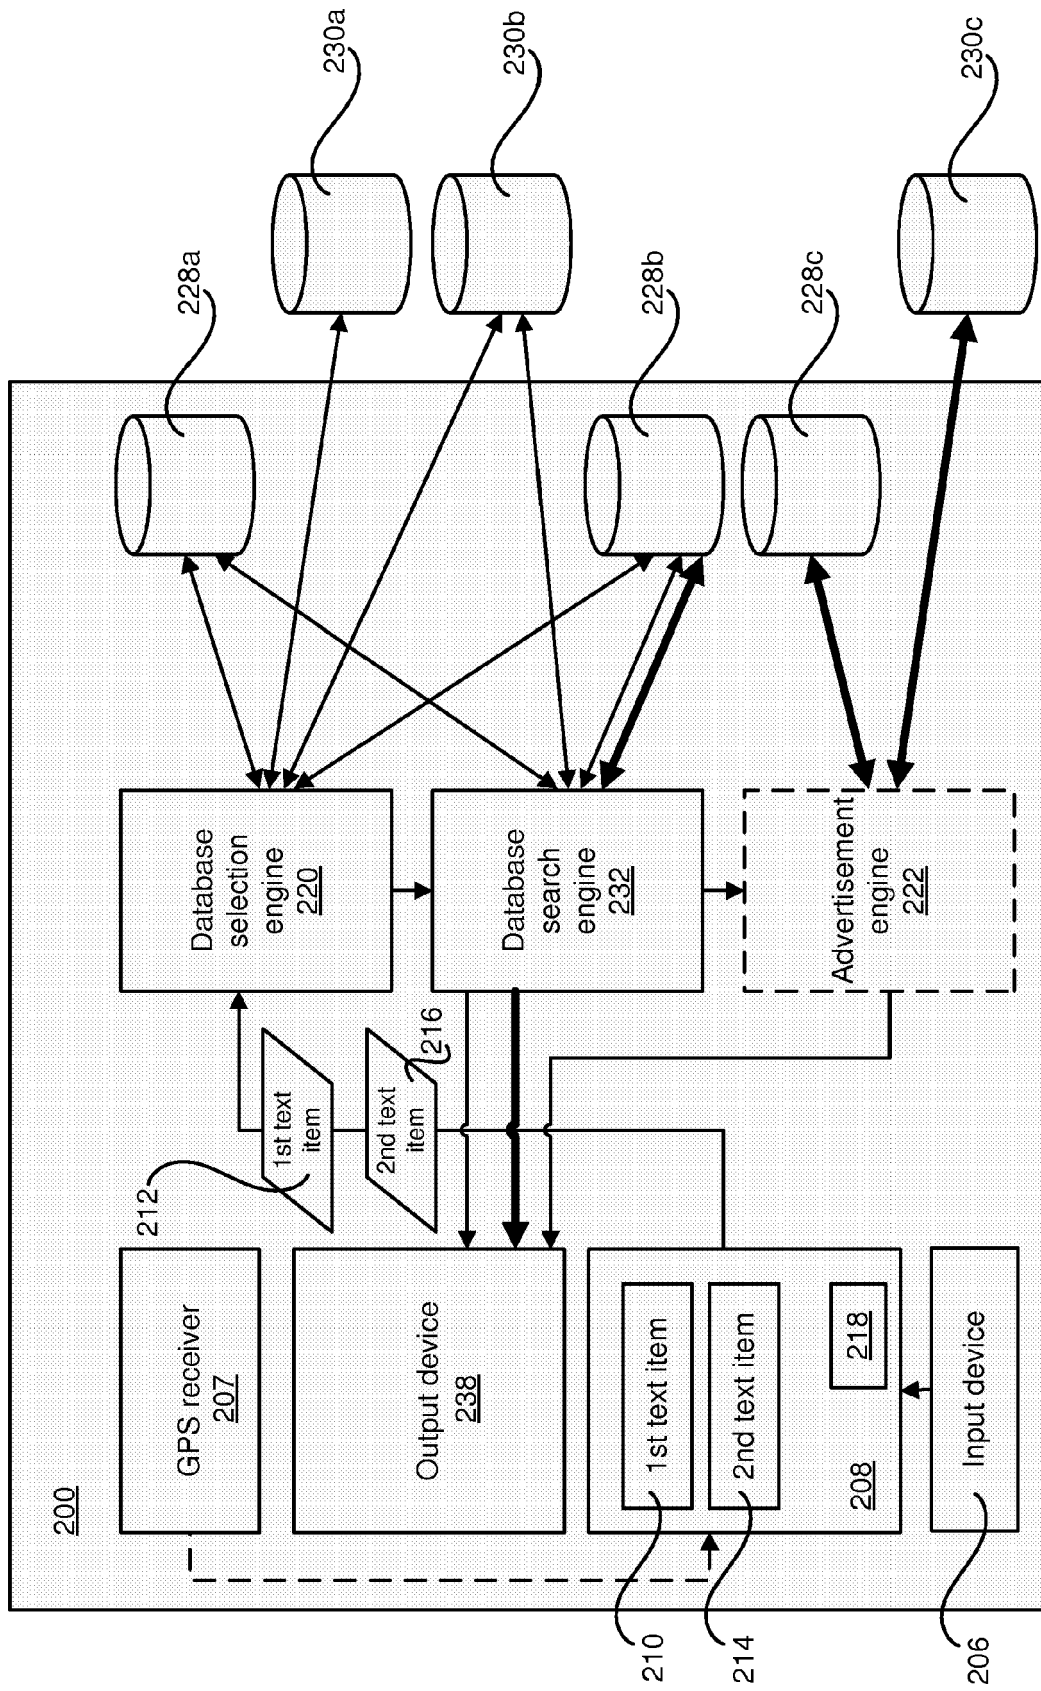 200
GPS receiver
207
Output device
238
1st text item
2nd text item
218
208
Input device
210
214
206
212
1st text
item
2nd text
item
216
Database
selection
engine
220
Database
search
engine
232
Advertisement
engine
222
228a
228b
228c
230a
230b
230c